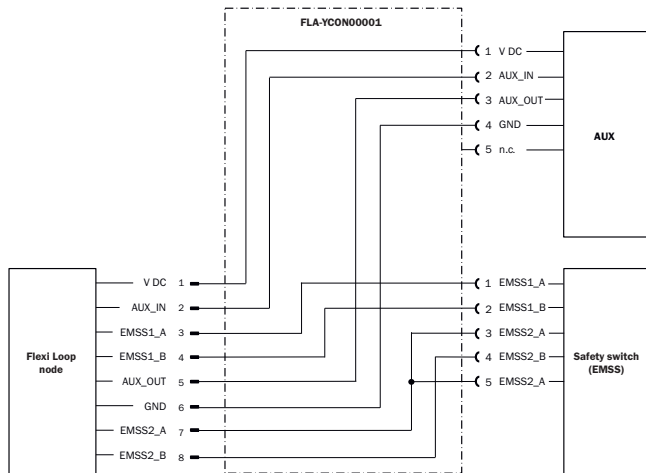 FLA-YCON00001
1 V DC
2 AUX_IN
3 AUX_OUT
4 GND
5 n.c.
AUX
V DC 1
AUX_IN 2
EMSS1_A 3
EMSS1_B 4
AUX_OUT 5
GND 6
EMSS2_A 7
EMSS2_B 8
Flexi Loop
node
1 EMSS1_A
2 EMSS1_B
3 EMSS2_A
4 EMSS2_B
5 EMSS2_A
Safety switch
(EMSS)